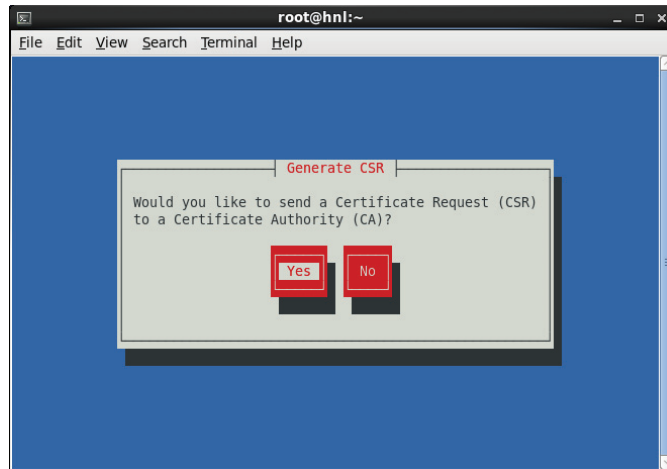 root@hnl:~
File Edit View Search Terminal Help
Generate CSR
Would you like to send a Certificate Request (CSR)
to a Certificate Authority (CA)?
Yes No